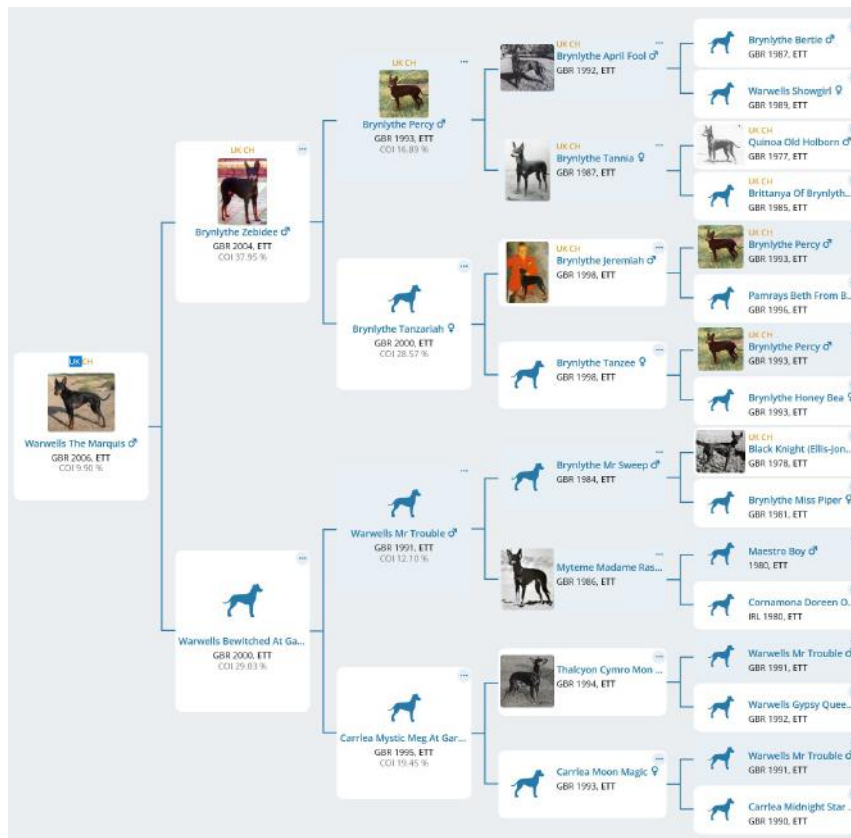 UK CH
Warwells The Marquis ♂
GBR 2006, ETT
COI 9.90 %
UK CH
Brynlythe Zebidee ♂
GBR 2004, ETT
COI 37.95 %
Warwells Bewitched At Ga...
GBR 2000, ETT
COI 29.03 %
UK CH
Brynlythe Percy ♂
GBR 1993, ETT
COI 16.89 %
Brynlythe Tanzariah ♀
GBR 2000, ETT
COI 28.57 %
Warwells Mr Trouble ♂
GBR 1991, ETT
COI 12.10 %
Carrlea Mystic Meg At Gar...
GBR 1995, ETT
COI 19.45 %
UK CH
Brynlythe April Fool ♂
GBR 1992, ETT
UK CH
Brynlythe Tannia ♀
GBR 1987, ETT
UK CH
Brynlythe Jeremiah ♂
GBR 1998, ETT
Brynlythe Tanzee ♀
GBR 1998, ETT
Brynlythe Mr Sweep ♂
GBR 1984, ETT
Myteme Madame Ras...
GBR 1986, ETT
Thalcyon Cymro Mon ...
GBR 1994, ETT
Carrlea Moon Magic ♀
GBR 1993, ETT
Brynlythe Bertie ♂
GBR 1987, ETT
Warwells Showgirl ♀
GBR 1989, ETT
UK CH
Quinoa Old Holborn ♂
GBR 1977, ETT
UK CH
Brittanya Of Brynlyth...
GBR 1985, ETT
UK CH
Brynlythe Percy ♂
GBR 1993, ETT
Pamrays Beth From B...
GBR 1996, ETT
UK CH
Brynlythe Percy ♂
GBR 1993, ETT
Brynlythe Honey Bea ♀
GBR 1993, ETT
UK CH
Black Knight (Ellis-Jon...
GBR 1978, ETT
Brynlythe Miss Piper ♀
GBR 1981, ETT
Maestro Boy ♂
1980, ETT
Cornamona Doreen O...
IRL 1980, ETT
Warwells Mr Trouble ♂
GBR 1991, ETT
Warwells Gypsy Quee...
GBR 1992, ETT
Warwells Mr Trouble ♂
GBR 1991, ETT
Carrlea Midnight Star ...
GBR 1990, ETT